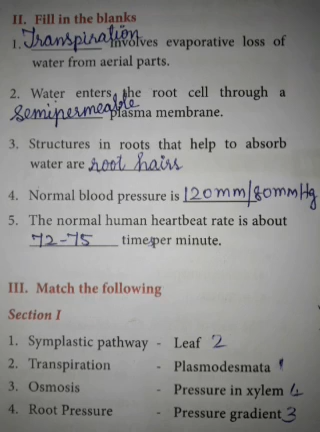 II. Fill in the blanks
1. Transpiration involves evaporative loss of
water from aerial parts.
2. Water enters the root cell through a
Semipermeable plasma membrane.
3. Structures in roots that help to absorb
water are root hairs
4. Normal blood pressure is 120mm/80mmHg
5. The normal human heartbeat rate is about
72-75 times per minute.
III. Match the following
Section I
1. Symplastic pathway - Leaf 2
2. Transpiration - Plasmodesmata 1
3. Osmosis - Pressure in xylem 4
4. Root Pressure - Pressure gradient 3